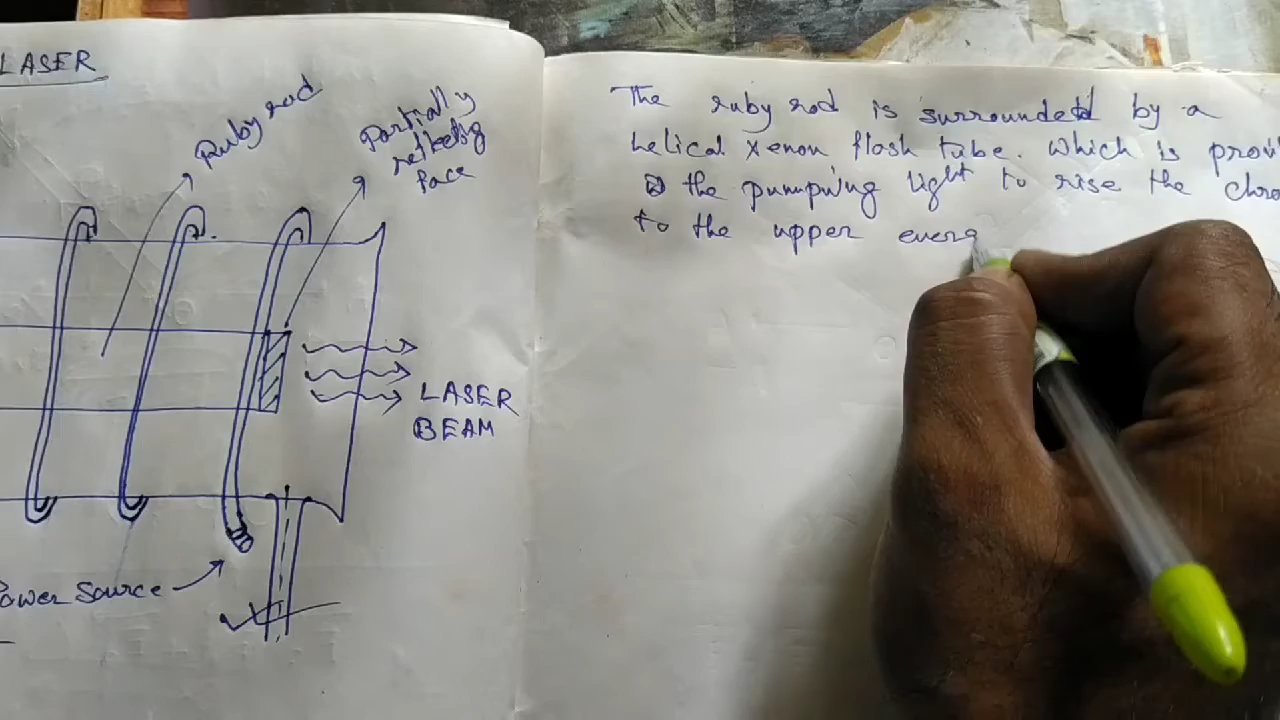 LASER
Ruby rod
Partially
reflecting
face
LASER
BEAM
Power Source
The ruby rod is surrounded by a
helical xenon flash tube. Which is provi
the pumping light to rise the chro
to the upper energ